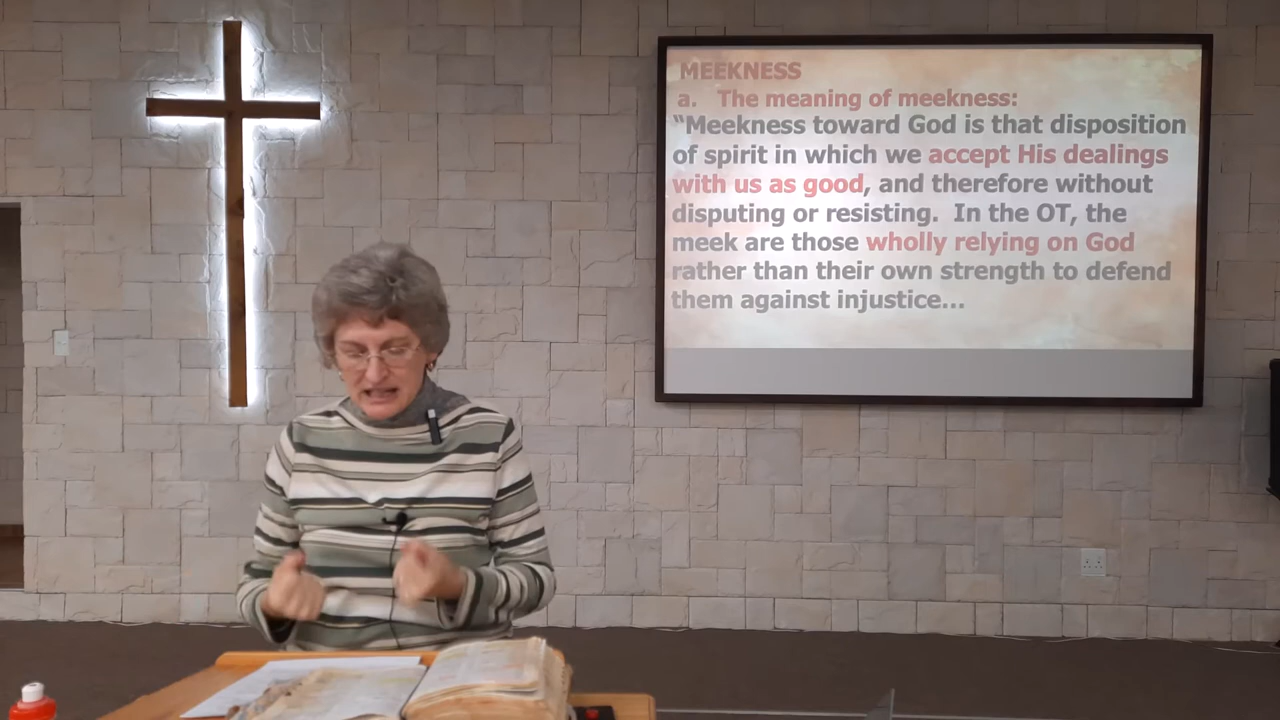 MEEKNESS
a. The meaning of meekness:
“Meekness toward God is that disposition
of spirit in which we accept His dealings
with us as good, and therefore without
disputing or resisting. In the OT, the
meek are those wholly relying on God
rather than their own strength to defend
them against injustice...